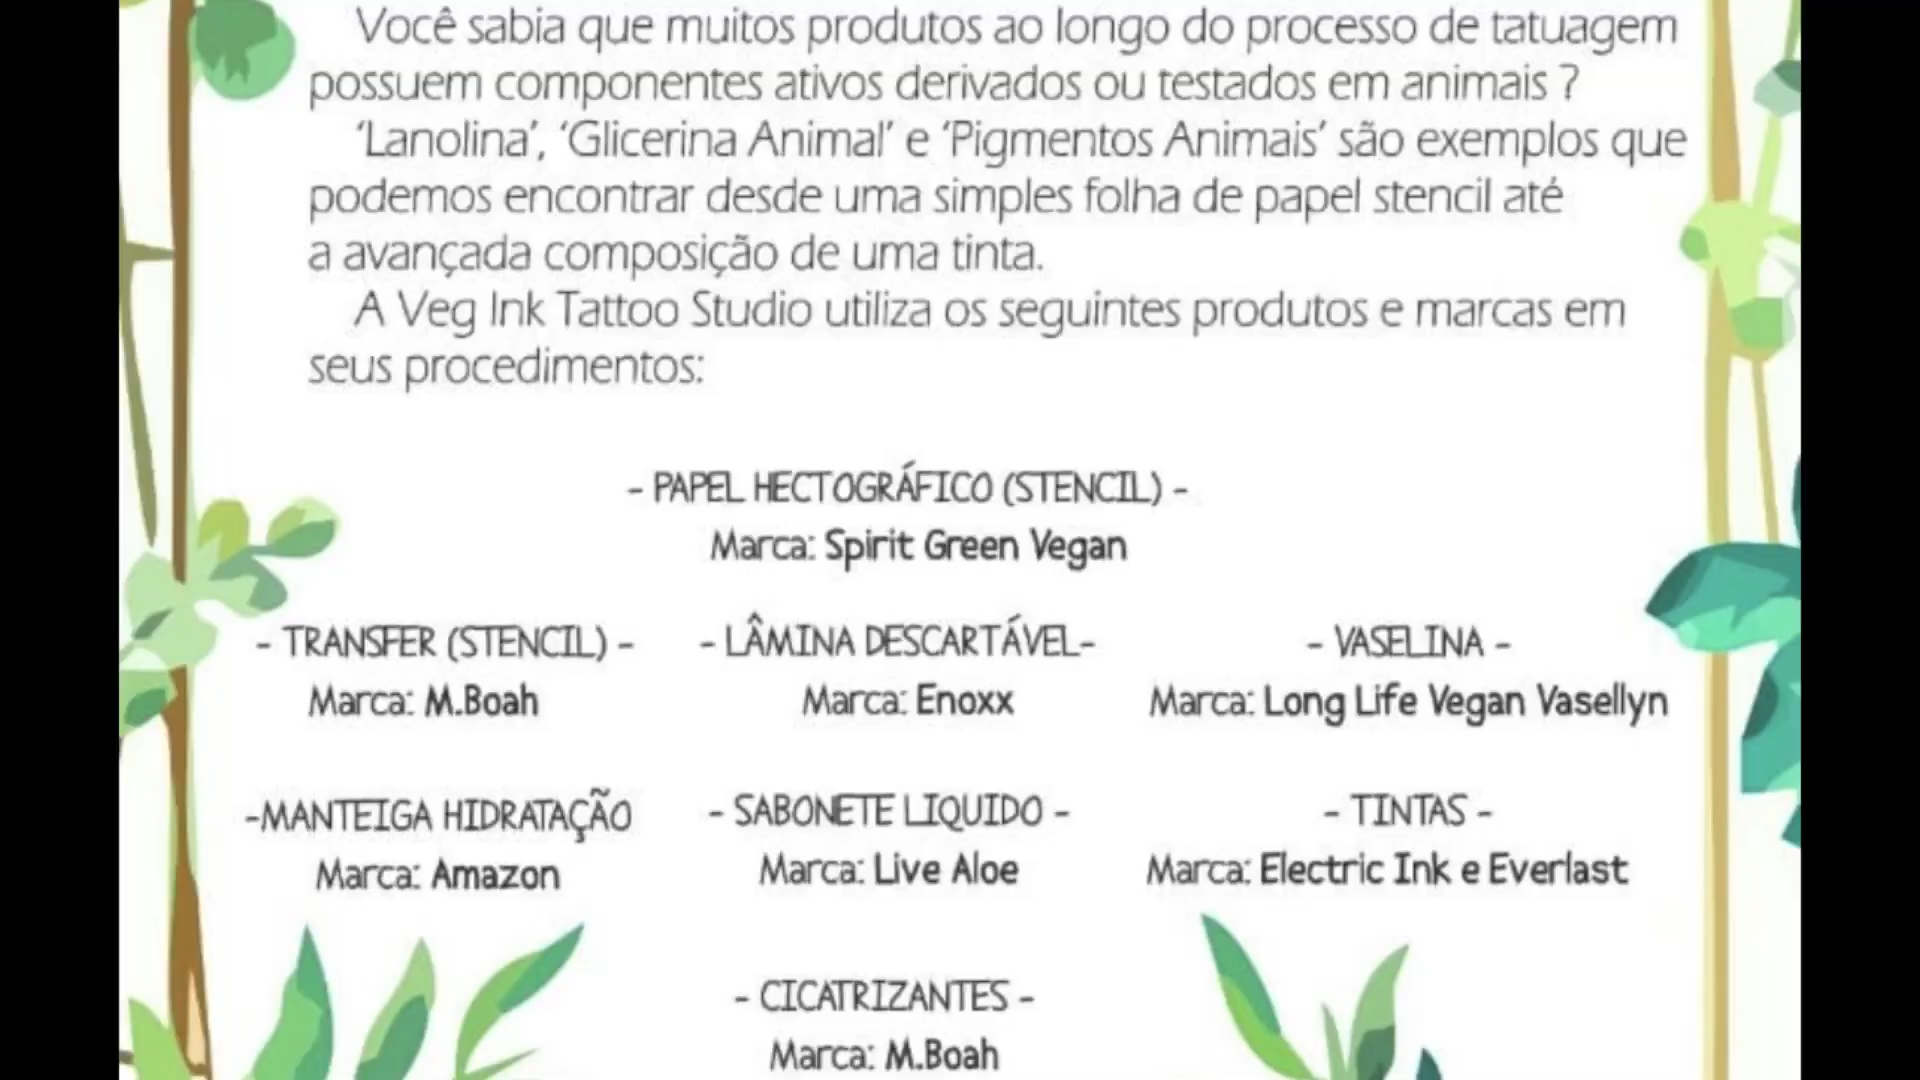 Você sabia que muitos produtos ao longo do processo de tatuagem
possuem componentes ativos derivados ou testados em animais ?
‘Lanolina’, ‘Glicerina Animal’ e ‘Pigmentos Animais’ são exemplos que
podemos encontrar desde uma simples folha de papel stencil até
a avançada composição de uma tinta.
A Veg Ink Tattoo Studio utiliza os seguintes produtos e marcas em
seus procedimentos:
- PAPEL HECTOGRÁFICO (STENCIL) -
Marca: Spirit Green Vegan
- TRANSFER (STENCIL) -
Marca: M.Boah
- LÂMINA DESCARTÁVEL-
Marca: Enoxx
- VASELINA -
Marca: Long Life Vegan Vasellyn
-MANTEIGA HIDRATAÇÃO
Marca: Amazon
- SABONETE LIQUIDO -
Marca: Live Aloe
- TINTAS -
Marca: Electric Ink e Everlast
- CICATRIZANTES -
Marca: M.Boah